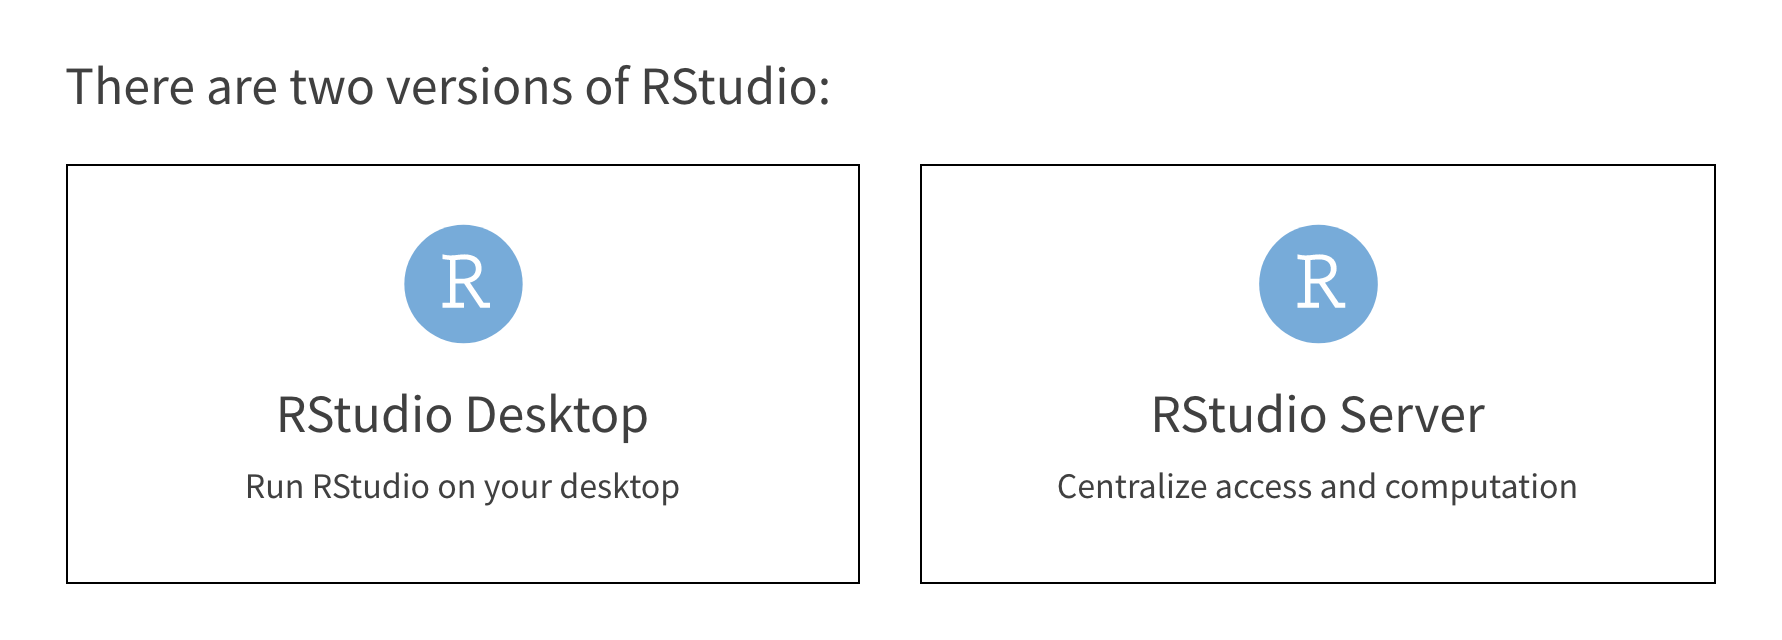 There are two versions of RStudio:
R
RStudio Desktop
Run RStudio on your desktop
R
RStudio Server
Centralize access and computation